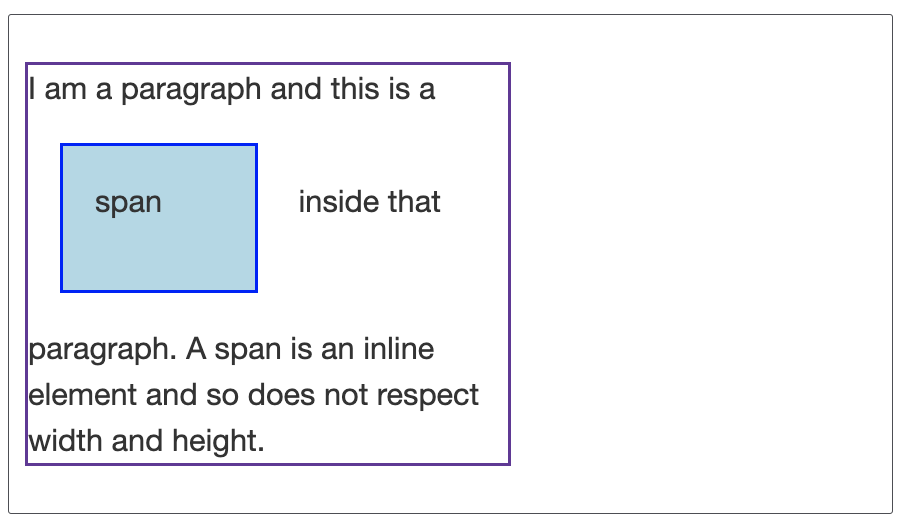 I am a paragraph and this is a
span inside that
paragraph. A span is an inline
element and so does not respect
width and height.